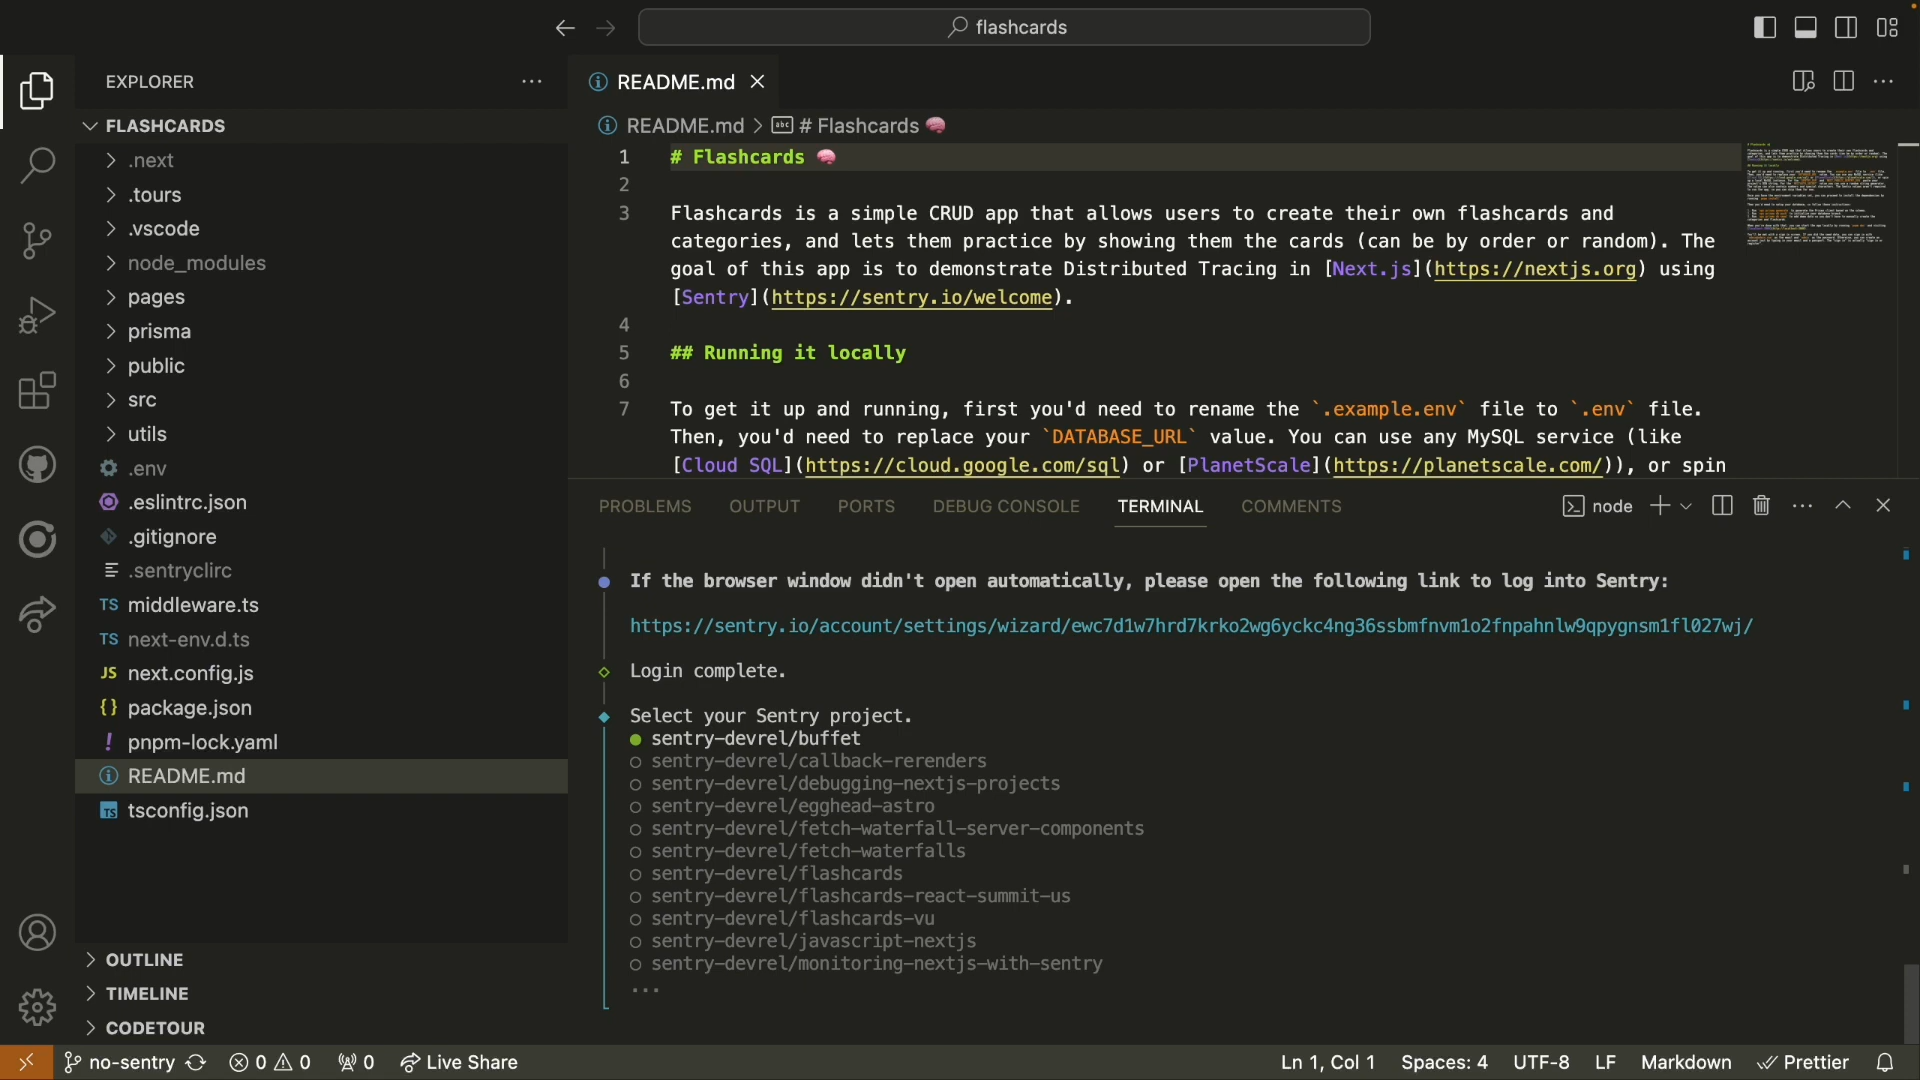 flashcards
EXPLORER
README.md
FLASHCARDS
README.md > # Flashcards 🧠
.next
.tours
.vscode
node_modules
pages
prisma
public
src
utils
.env
.eslintrc.json
.gitignore
.sentryclirc
TS middleware.ts
TS next-env.d.ts
JS next.config.js
{} package.json
! pnpm-lock.yaml
README.md
TS tsconfig.json
OUTLINE
TIMELINE
CODETOUR
1 # Flashcards 🧠
2
3 Flashcards is a simple CRUD app that allows users to create their own flashcards and
categories, and lets them practice by showing them the cards (can be by order or random). The
goal of this app is to demonstrate Distributed Tracing in [Next.js](https://nextjs.org) using
[Sentry](https://sentry.io/welcome).
4
5 ## Running it locally
6
7 To get it up and running, first you'd need to rename the `.example.env` file to `.env` file.
Then, you'd need to replace your `DATABASE_URL` value. You can use any MySQL service (like
[Cloud SQL](https://cloud.google.com/sql) or [PlanetScale](https://planetscale.com/)), or spin
PROBLEMS OUTPUT PORTS DEBUG CONSOLE TERMINAL COMMENTS node
If the browser window didn't open automatically, please open the following link to log into Sentry:
https://sentry.io/account/settings/wizard/ewc7d1w7hrd7krko2wg6yckc4ng36ssbmfnvm1o2fnpahnlw9qpygnsm1fl027wj/
Login complete.
Select your Sentry project.
sentry-devrel/buffet
sentry-devrel/callback-rerenders
sentry-devrel/debugging-nextjs-projects
sentry-devrel/egghead-astro
sentry-devrel/fetch-waterfall-server-components
sentry-devrel/fetch-waterfalls
sentry-devrel/flashcards
sentry-devrel/flashcards-react-summit-us
sentry-devrel/flashcards-vu
sentry-devrel/javascript-nextjs
sentry-devrel/monitoring-nextjs-with-sentry
...
no-sentry 0 0 0 Live Share Ln 1, Col 1 Spaces: 4 UTF-8 LF Markdown Prettier